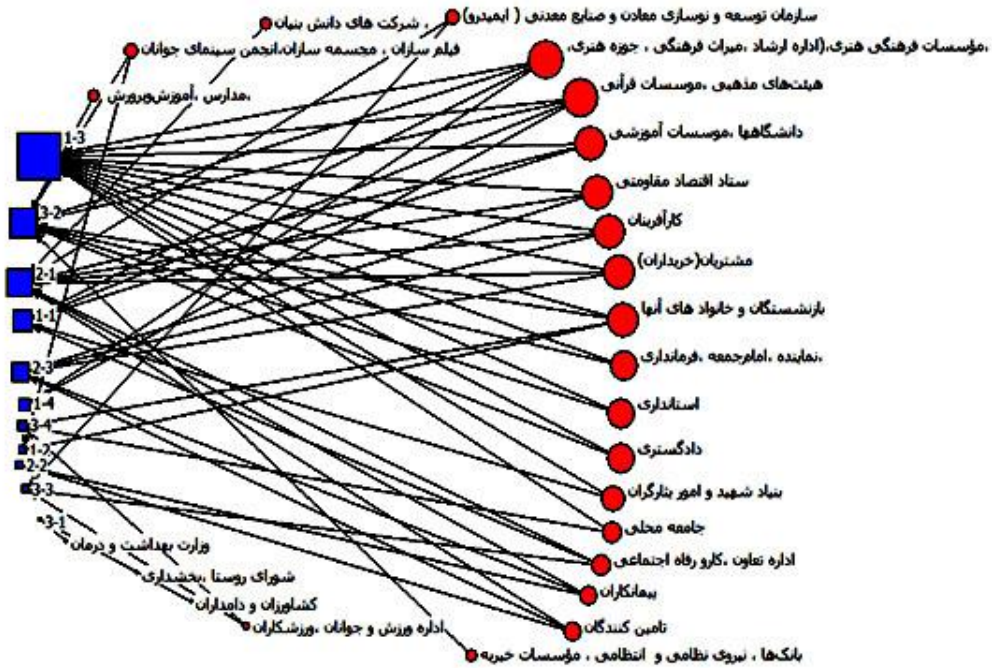 سازمان توسعه و نوسازی معادن و صنایع معدنی ( ایمیدرو)
، شرکت های دانش بنیان
فیلم سازان ، مجسمه سازان،انجمن سینمای جوانان
،مدارس ،آموزش‌وپرورش
،مؤسسات فرهنگی هنری،(اداره ارشاد ،میراث فرهنگی ، حوزه هنری،
هیئت‌های مذهبی ،موسسات قرآنی
دانشگاهها ،موسسات آموزشی
ستاد اقتصاد مقاومتی
کارآفرینان
مشتریان(خریداران)
بازنشستگان و خانواد های آنها
،نماینده ،امام‌جمعه ،فرمانداری
استانداری
دادگستری
بنیاد شهید و امور یثارگران
جامعه محلی
اداره تعاون ،کارو رفاه اجتماعی
پیمانکاران
تامین کنندگان
بانک‌ها ، نیروی نظامی و انتظامی ، مؤسسات خیریه
1-3
3-2
2-1
1-1
2-3
1-4
3-4
1-2
2-2
3-3
3-1
وزارت بهداشت و درمان
شورای روستا ،بخشداری
کشاورزان و دامداران
اداره ورزش و جوانان ،ورزشکاران